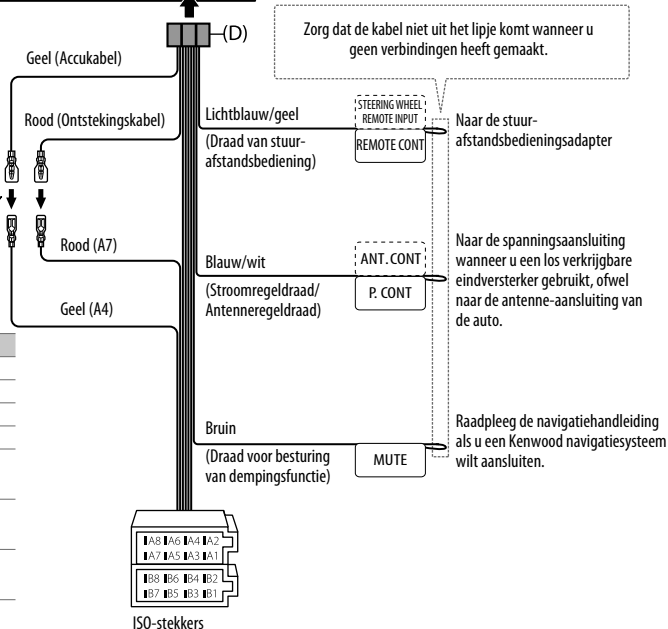 (D)
Zorg dat de kabel niet uit het lipje komt wanneer u
geen verbindingen heeft gemaakt.
Geel (Accukabel)
Rood (Ontstekingskabel)
Lichtblauw/geel
(Draad van stuur-
afstandsbediening)
STEERING WHEEL
REMOTE INPUT
REMOTE CONT
Naar de stuur-
afstandsbedieningsadapter
Rood (A7)
Geel (A4)
Blauw/wit
(Stroomregeldraad/
Antenneregeldraad)
ANT. CONT
P. CONT
Naar de spanningsaansluiting
wanneer u een los verkrijgbare
eindversterker gebruikt, ofwel
naar de antenne-aansluiting van
de auto.
Bruin
(Draad voor besturing
van dempingsfunctie)
MUTE
Raadpleeg de navigatiehandleiding
als u een Kenwood navigatiesysteem
wilt aansluiten.
A8 A6 A4 A2
A7 A5 A3 A1
B8 B6 B4 B2
B7 B5 B3 B1
ISO-stekkers